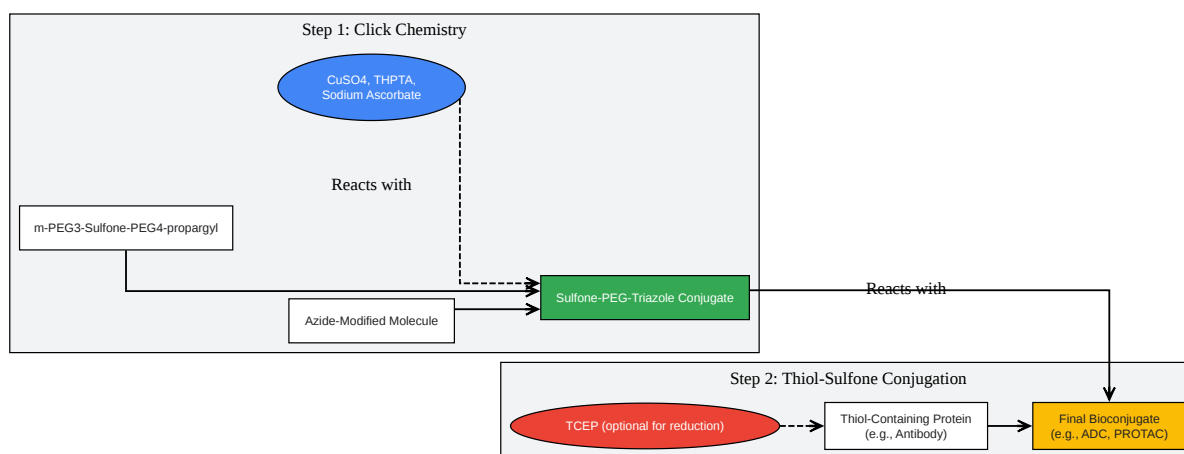 Step 1: Click Chemistry
CuSO4, THPTA,
Sodium Ascorbate
Reacts with
m-PEG3-Sulfone-PEG4-propargyl
Sulfone-PEG-Triazole Conjugate
Reacts with
Azide-Modified Molecule
Step 2: Thiol-Sulfone Conjugation
TCEP (optional for reduction)
Thiol-Containing Protein
(e.g., Antibody)
Final Bioconjugate
(e.g., ADC, PROTAC)